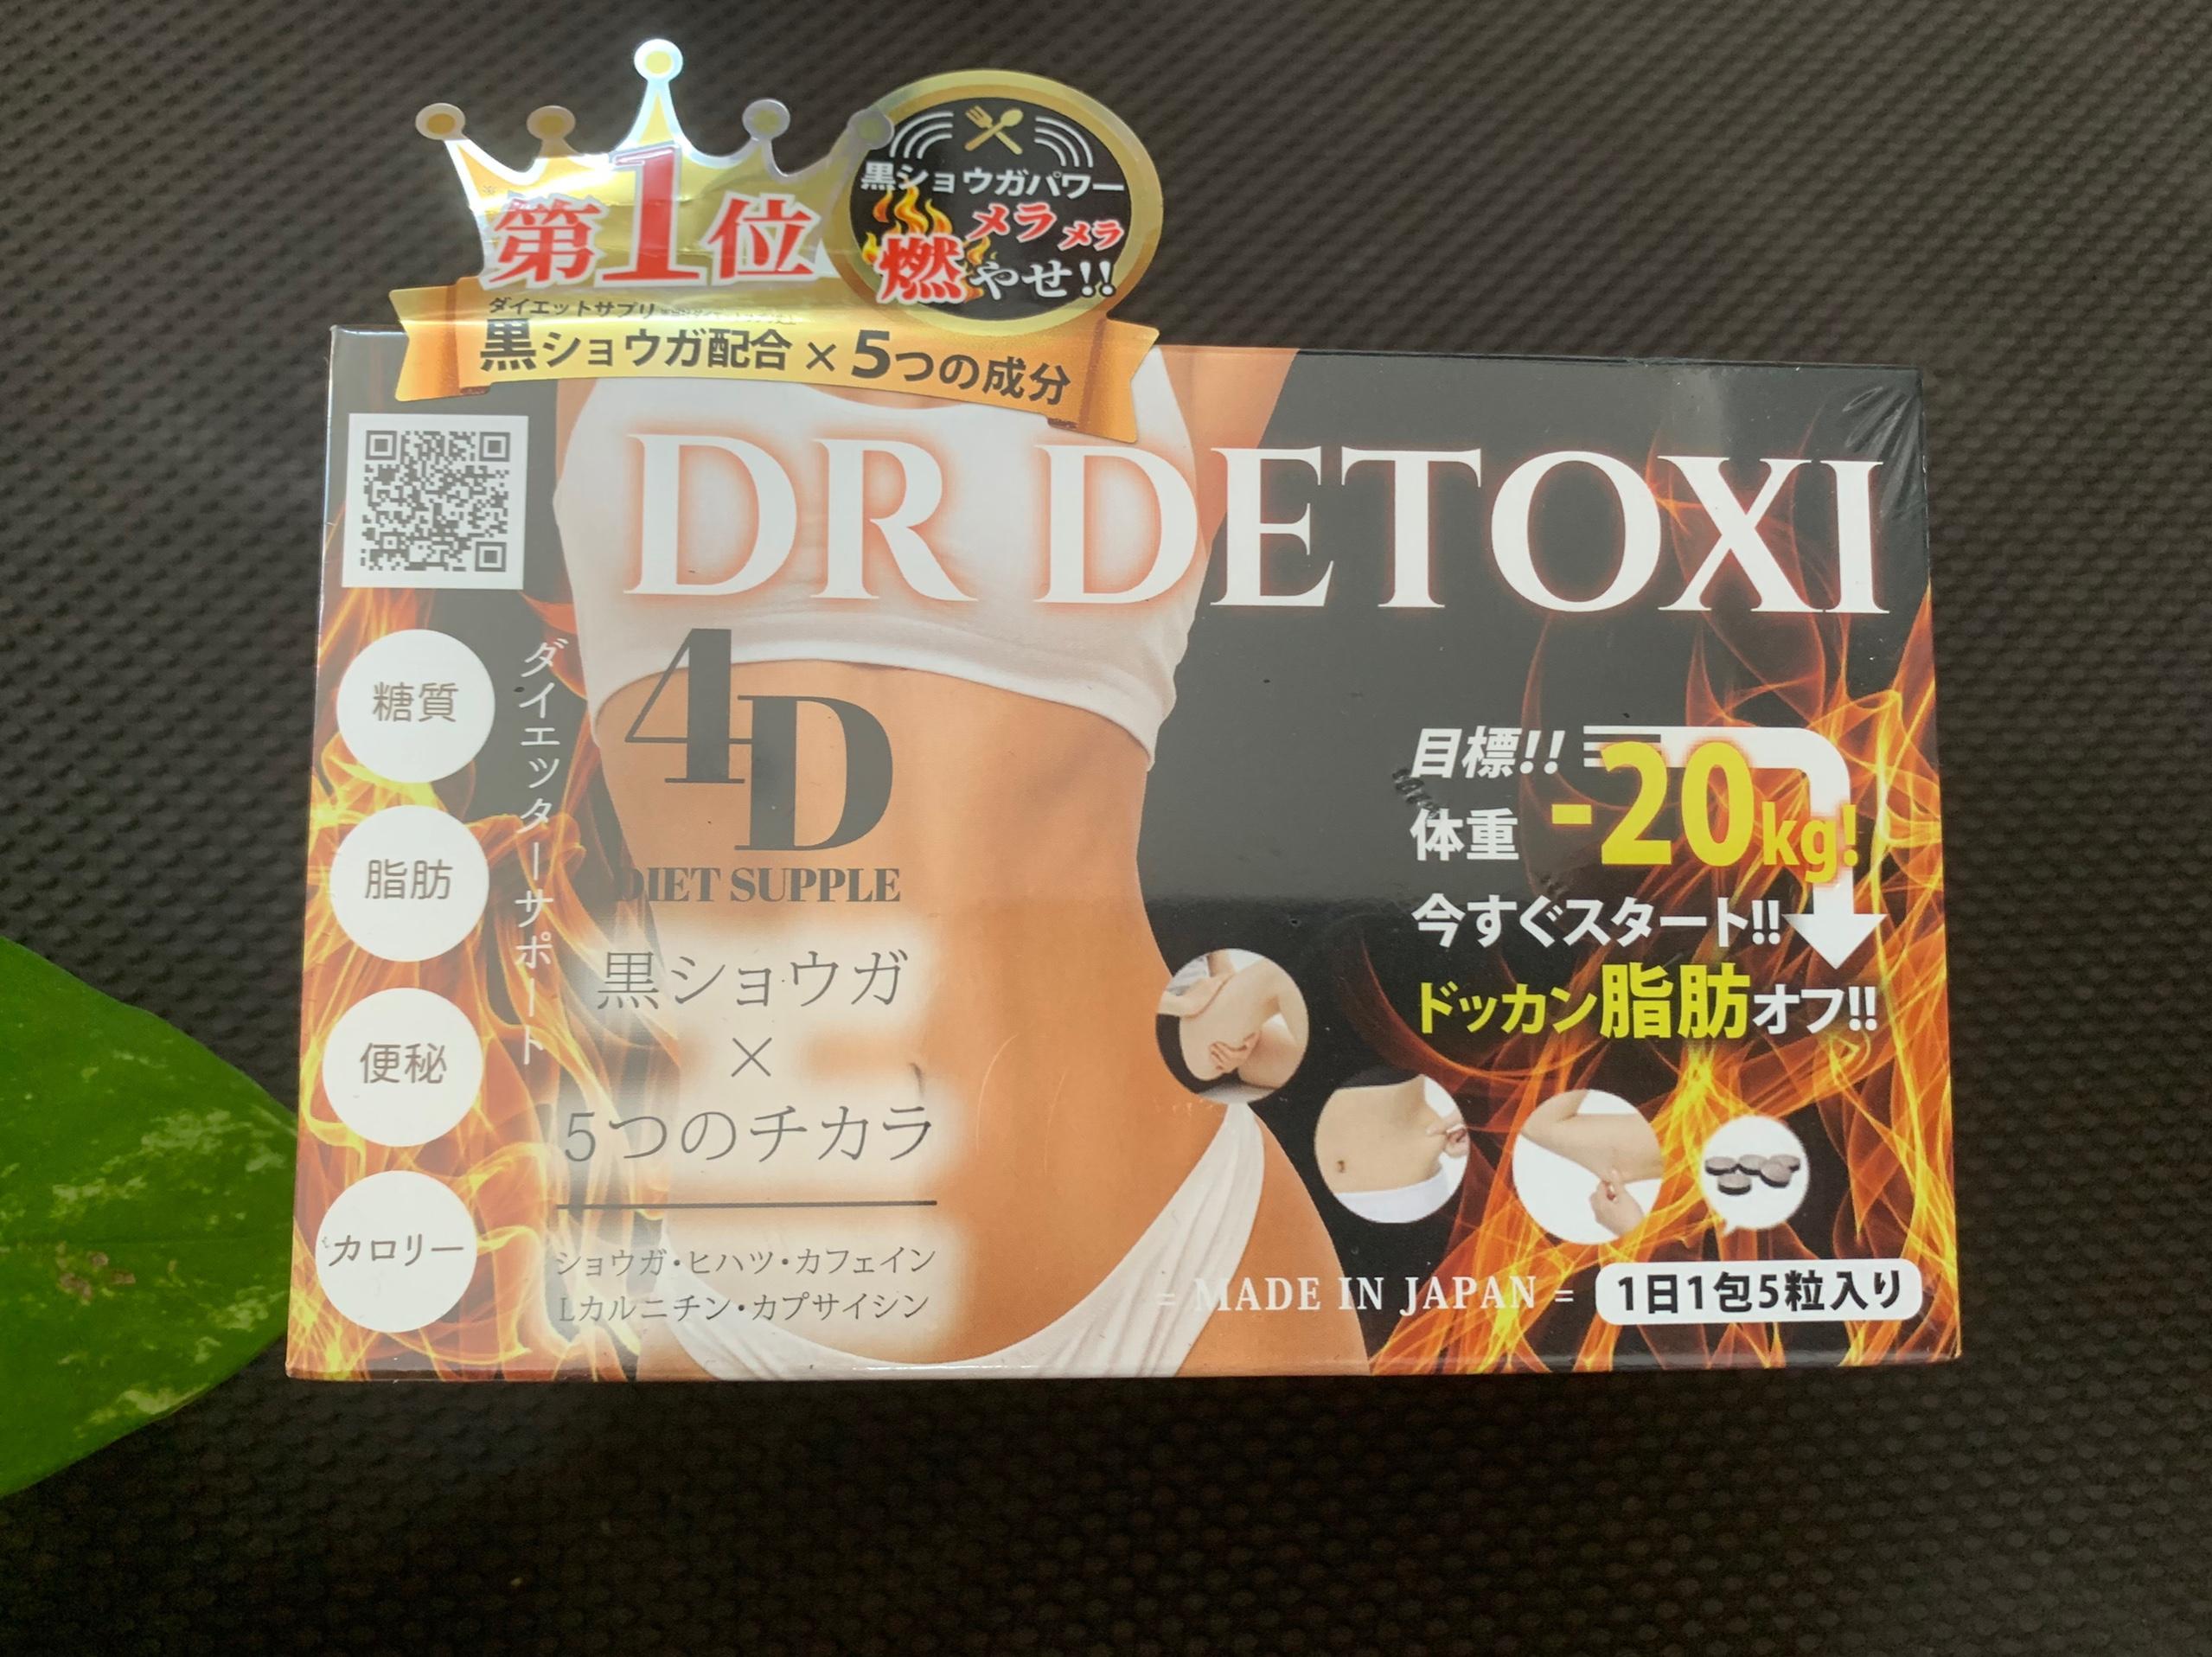 第1位
黒ショウガパワー
メラメラ
燃やせ!!
ダイエットサプリ
黒ショウガ配合×5つの成分
DR DETOXI
4D
DIET SUPPLE
ダイエッターサポート
糖質
脂肪
便秘
カロリー
黒ショウガ
×
5つのチカラ
ショウガ・ヒハツ・カフェイン
Lカルニチン・カプサイシン
目標!!
体重 -20kg!
今すぐスタート!!
ドッカン脂肪オフ!!
= MADE IN JAPAN =
1日1包5粒入り